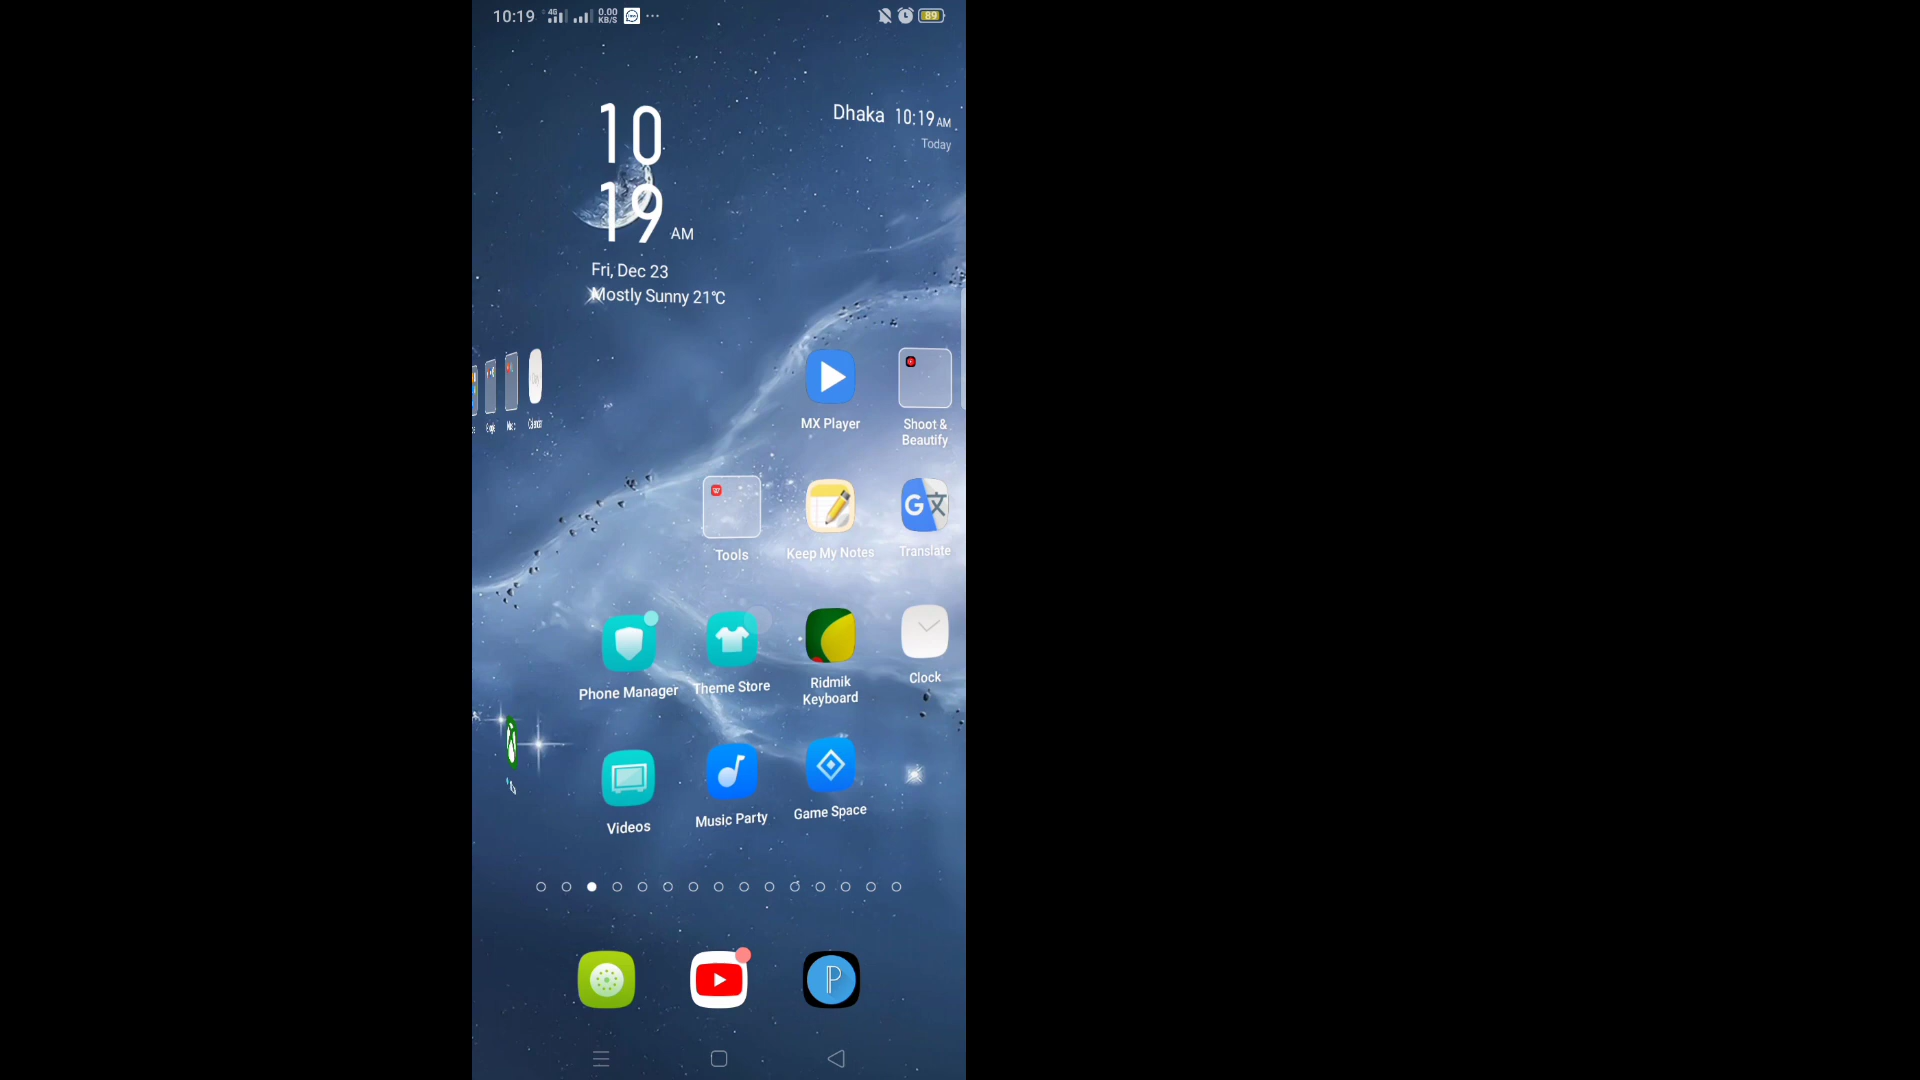 10:19 4G 0.00 KB/S 89
10
19 AM
Fri, Dec 23
Mostly Sunny 21°C
Dhaka 10:19 AM
Today
MX Player
Shoot &
Beautify
Tools
Keep My Notes
Translate
Phone Manager
Theme Store
Ridmik
Keyboard
Clock
Videos
Music Party
Game Space